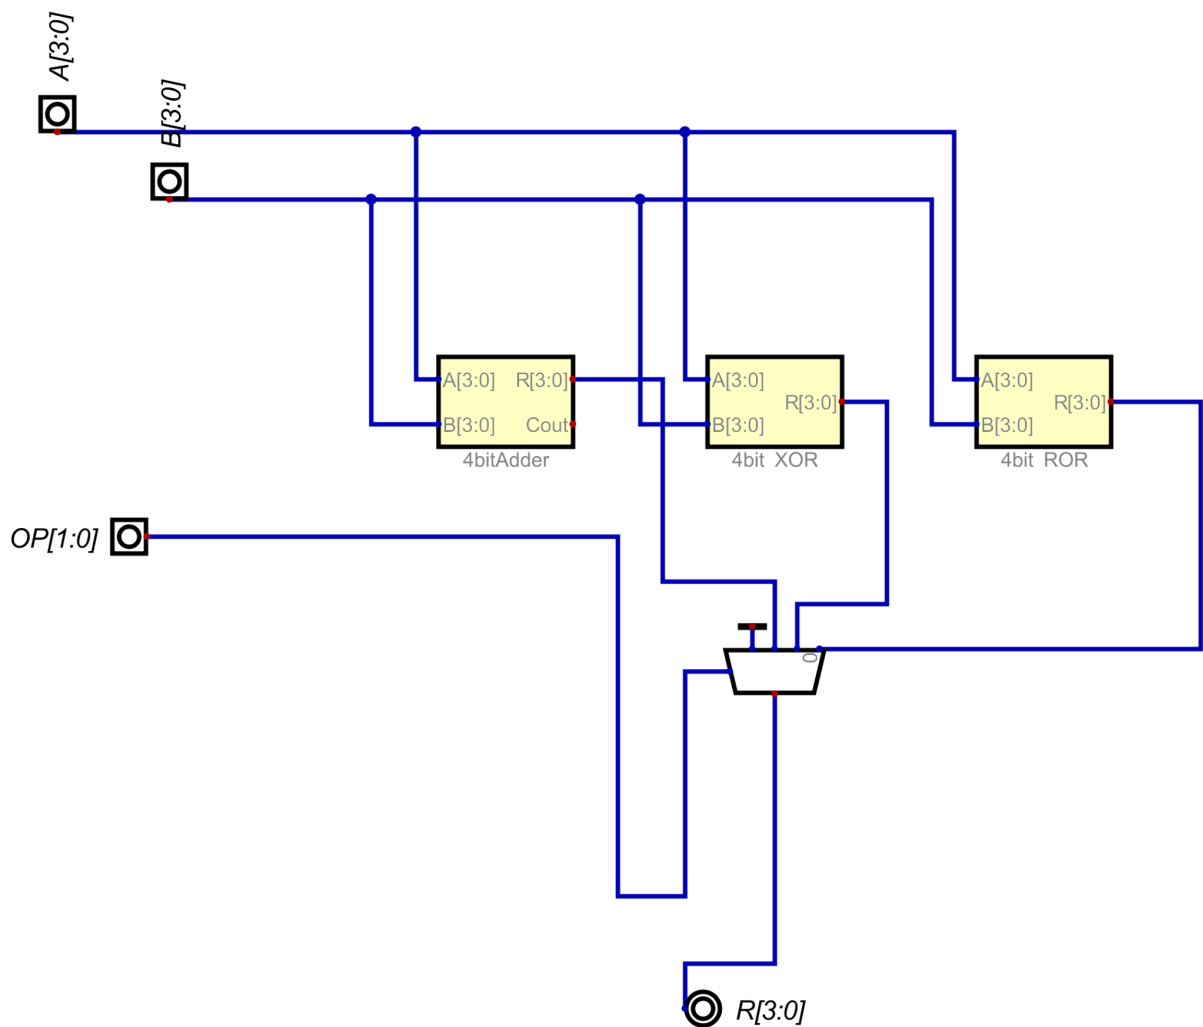 A[3:0]
B[3:0]
A[3:0] R[3:0]
B[3:0] Cout
4bitAdder
A[3:0]
R[3:0]
B[3:0]
4bit XOR
A[3:0]
R[3:0]
B[3:0]
4bit ROR
OP[1:0]
0
R[3:0]